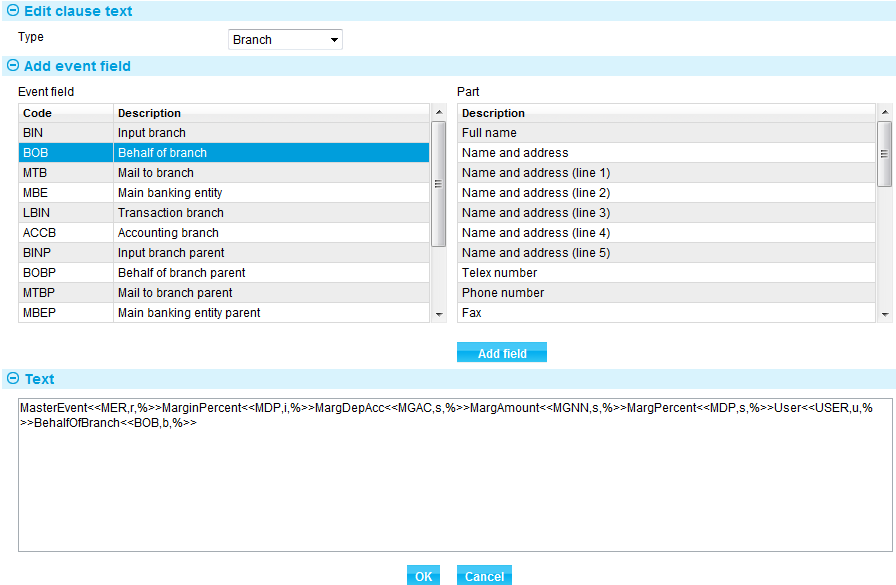 Edit clause text
Type
Branch
Add event field
Event field
Part
Code Description
Description
BIN Input branch
Full name
BOB Behalf of branch
Name and address
MTB Mail to branch
Name and address (line 1)
MBE Main banking entity
Name and address (line 2)
LBIN Transaction branch
Name and address (line 3)
ACCB Accounting branch
Name and address (line 4)
BINP Input branch parent
Name and address (line 5)
BOBP Behalf of branch parent
Telex number
MTBP Mail to branch parent
Phone number
MBEP Main banking entity parent
Fax
Add field
Text
MasterEvent<<MER,r,%>>MarginPercent<<MDP,i,%>>MargDepAcc<<MGAC,s,%>>MargAmount<<MGNN,s,%>>MargPercent<<MDP,s,%>>User<<USER,u,%
>>BehalfOfBranch<<BOB,b,%>>
OK
Cancel